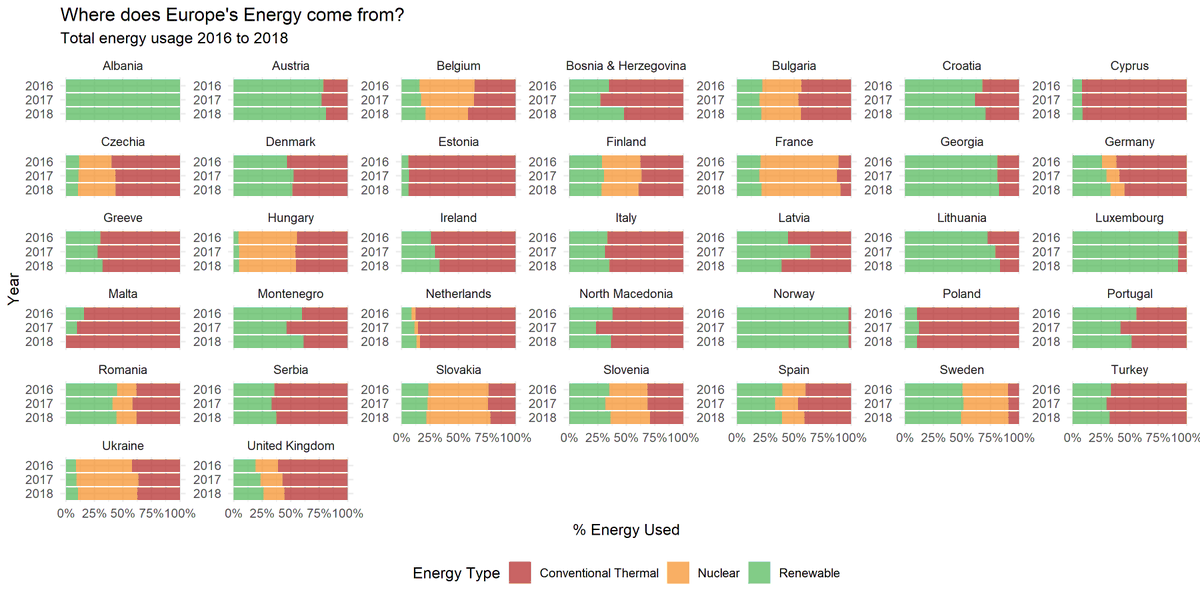 Where does Europe's Energy come from?
Total energy usage 2016 to 2018
Albania Austria Belgium Bosnia & Herzegovina Bulgaria Croatia Cyprus
2016 2016 2016 2016 2016 2016 2016
2017 2017 2017 2017 2017 2017 2017
2018 2018 2018 2018 2018 2018 2018
Czechia Denmark Estonia Finland France Georgia Germany
2016 2016 2016 2016 2016 2016 2016
2017 2017 2017 2017 2017 2017 2017
2018 2018 2018 2018 2018 2018 2018
Greeve Hungary Ireland Italy Latvia Lithuania Luxembourg
2016 2016 2016 2016 2016 2016 2016
2017 2017 2017 2017 2017 2017 2017
2018 2018 2018 2018 2018 2018 2018
Year
Malta Montenegro Netherlands North Macedonia Norway Poland Portugal
2016 2016 2016 2016 2016 2016 2016
2017 2017 2017 2017 2017 2017 2017
2018 2018 2018 2018 2018 2018 2018
Romania Serbia Slovakia Slovenia Spain Sweden Turkey
2016 2016 2016 2016 2016 2016 2016
2017 2017 2017 2017 2017 2017 2017
2018 2018 2018 2018 2018 2018 2018
0% 25% 50% 75% 100% 0% 25% 50% 75% 100% 0% 25% 50% 75% 100% 0% 25% 50% 75% 100% 0% 25% 50% 75% 100%
Ukraine United Kingdom
2016 2016
2017 2017
2018 2018
0% 25% 50% 75% 100% 0% 25% 50% 75% 100%
% Energy Used
Energy Type Conventional Thermal Nuclear Renewable